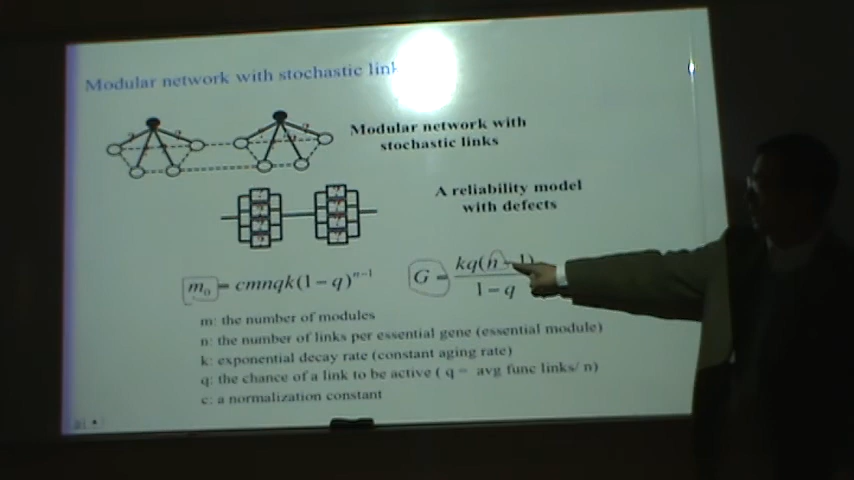 Modular network with stochastic link
Modular network with
stochastic links
? ? ? ?
? ? ? ?
A reliability model
with defects
m₀ = cmnqk(1 − q)ⁿ⁻¹
G = kq(n − 1) / 1 − q
m: the number of modules
n: the number of links per essential gene (essential module)
k: exponential decay rate (constant aging rate)
q: the chance of a link to be active ( q = avg func links/ n)
c: a normalization constant